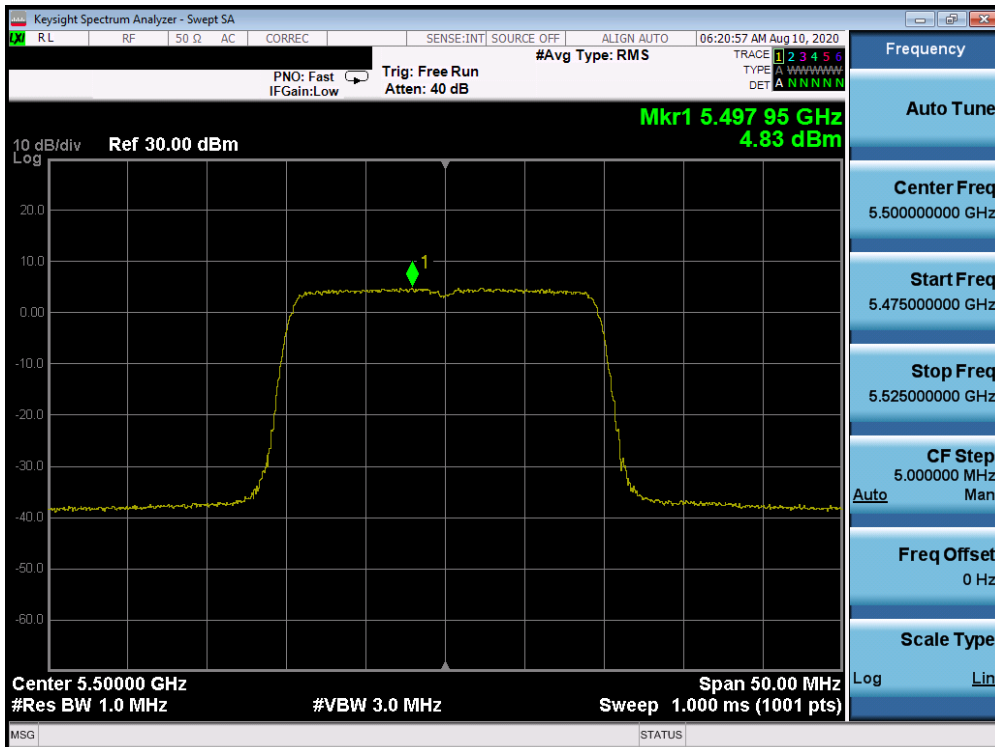 Keysight Spectrum Analyzer - Swept SA
LXI RL RF 50 Ω AC CORREC SENSE:INT SOURCE OFF ALIGN AUTO 06:20:57 AM Aug 10, 2020
#Avg Type: RMS TRACE 1 2 3 4 5 6
PNO: Fast Trig: Free Run TYPE A WWWWW
IFGain:Low Atten: 40 dB DET A N N N N N
Mkr1 5.497 95 GHz
4.83 dBm
10 dB/div Ref 30.00 dBm
Log
20.0
10.0
0.00
-10.0
-20.0
-30.0
-40.0
-50.0
-60.0
1
Center 5.50000 GHz Span 50.00 MHz
#Res BW 1.0 MHz #VBW 3.0 MHz Sweep 1.000 ms (1001 pts)
MSG STATUS
Frequency
Auto Tune
Center Freq
5.500000000 GHz
Start Freq
5.475000000 GHz
Stop Freq
5.525000000 GHz
CF Step
5.000000 MHz
Auto Man
Freq Offset
0 Hz
Scale Type
Log Lin